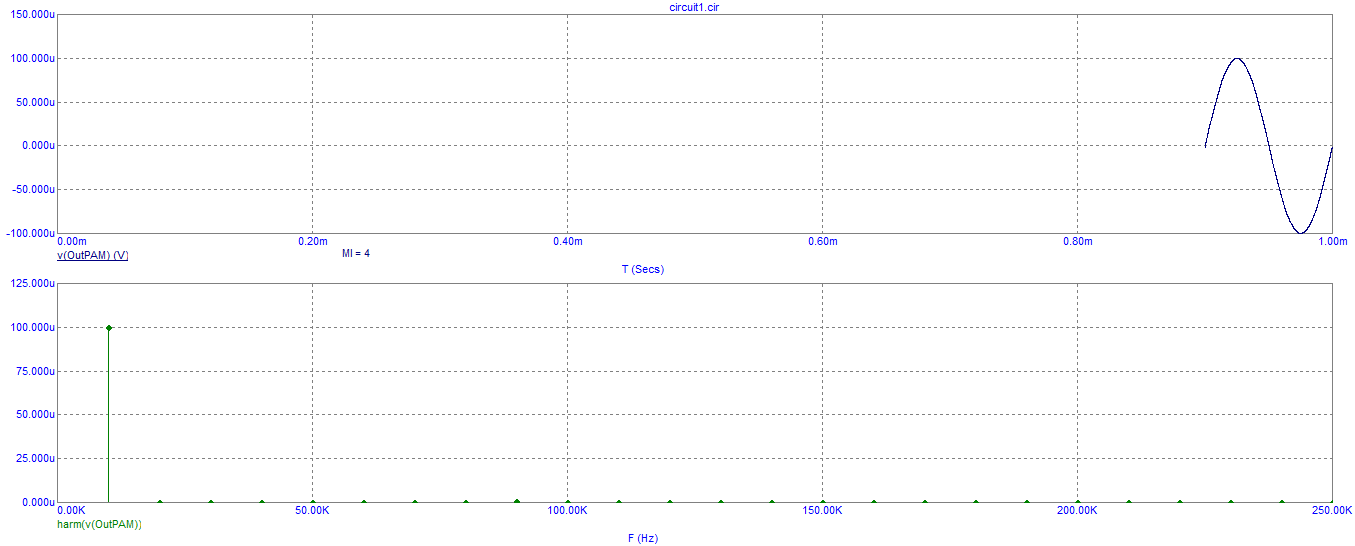 circuit1.cir
150.000u
100.000u
50.000u
0.000u
-50.000u
-100.000u
0.00m 0.20m 0.40m 0.60m 0.80m 1.00m
v(OutPAM) (V) MI = 4
T (Secs)
125.000u
100.000u
75.000u
50.000u
25.000u
0.000u
0.00K 50.00K 100.00K 150.00K 200.00K 250.00K
harm(v(OutPAM))
F (Hz)